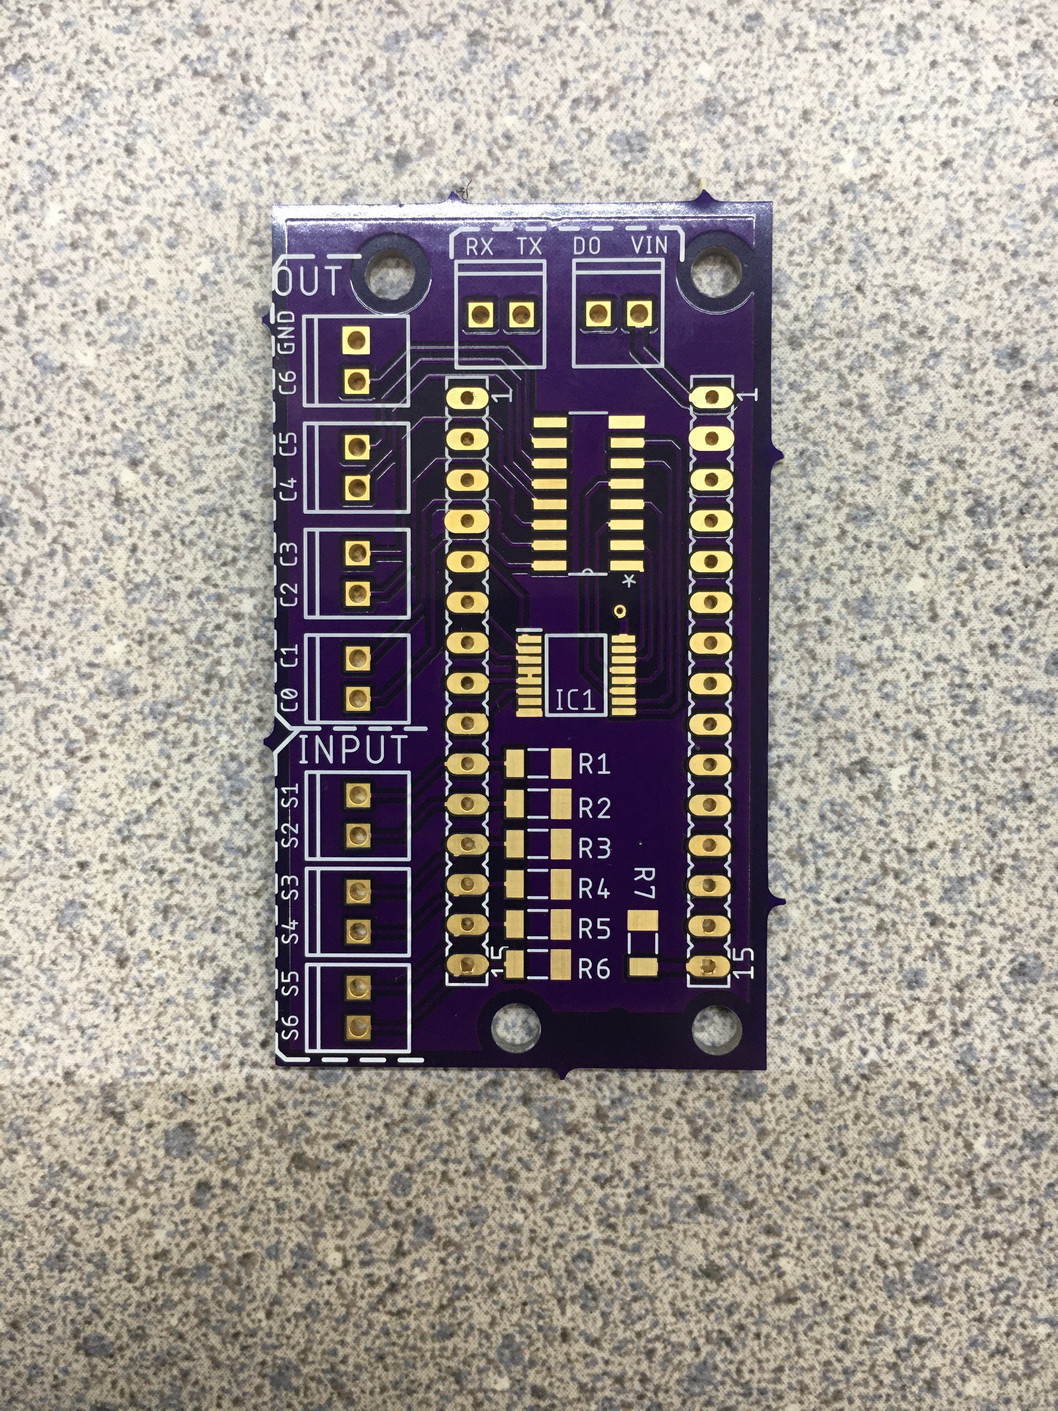 RX TX DO VIN
OUT
GND
C6
1
1
C5
C4
C3
C2
*
C1
C0
IC1
INPUT
R1
S1
R2
S2
R3
S3
R4
R7
S4
R5
15
15
R6
S5
S6